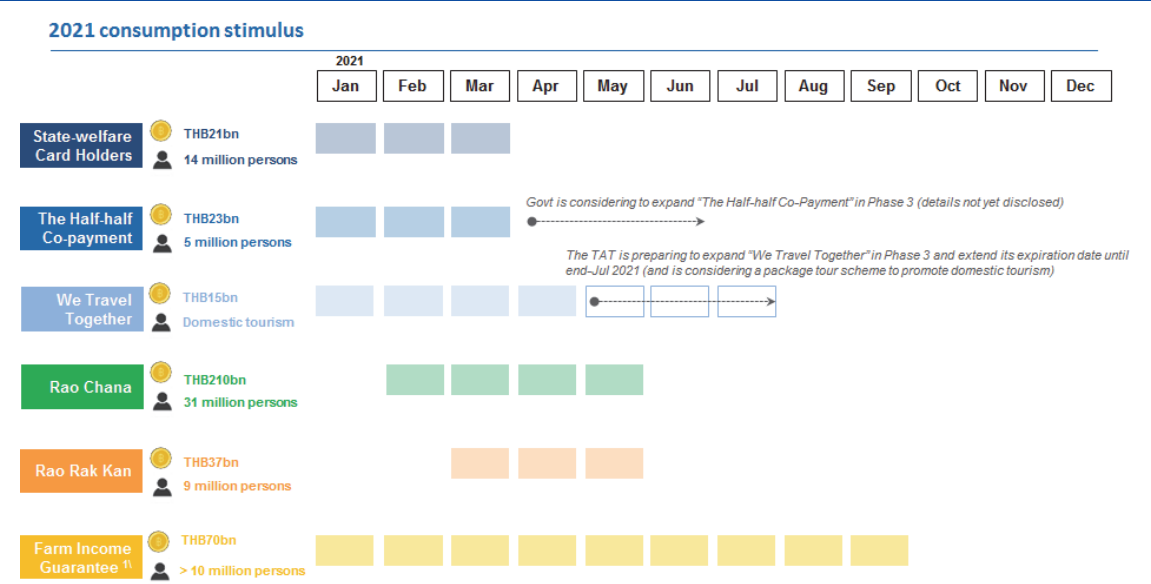 2021 consumption stimulus
2021
Jan Feb Mar Apr May Jun Jul Aug Sep Oct Nov Dec
State-welfare
Card Holders
THB21bn
14 million persons
The Half-half
Co-payment
THB23bn
5 million persons
Govt is considering to expand "The Half-half Co-Payment" in Phase 3 (details not yet disclosed)
The TAT is preparing to expand "We Travel Together" in Phase 3 and extend its expiration date until
end-Jul 2021 (and is considering a package tour scheme to promote domestic tourism)
We Travel
Together
THB15bn
Domestic tourism
Rao Chana
THB210bn
31 million persons
Rao Rak Kan
THB37bn
9 million persons
Farm Income
Guarantee 1\
THB70bn
> 10 million persons